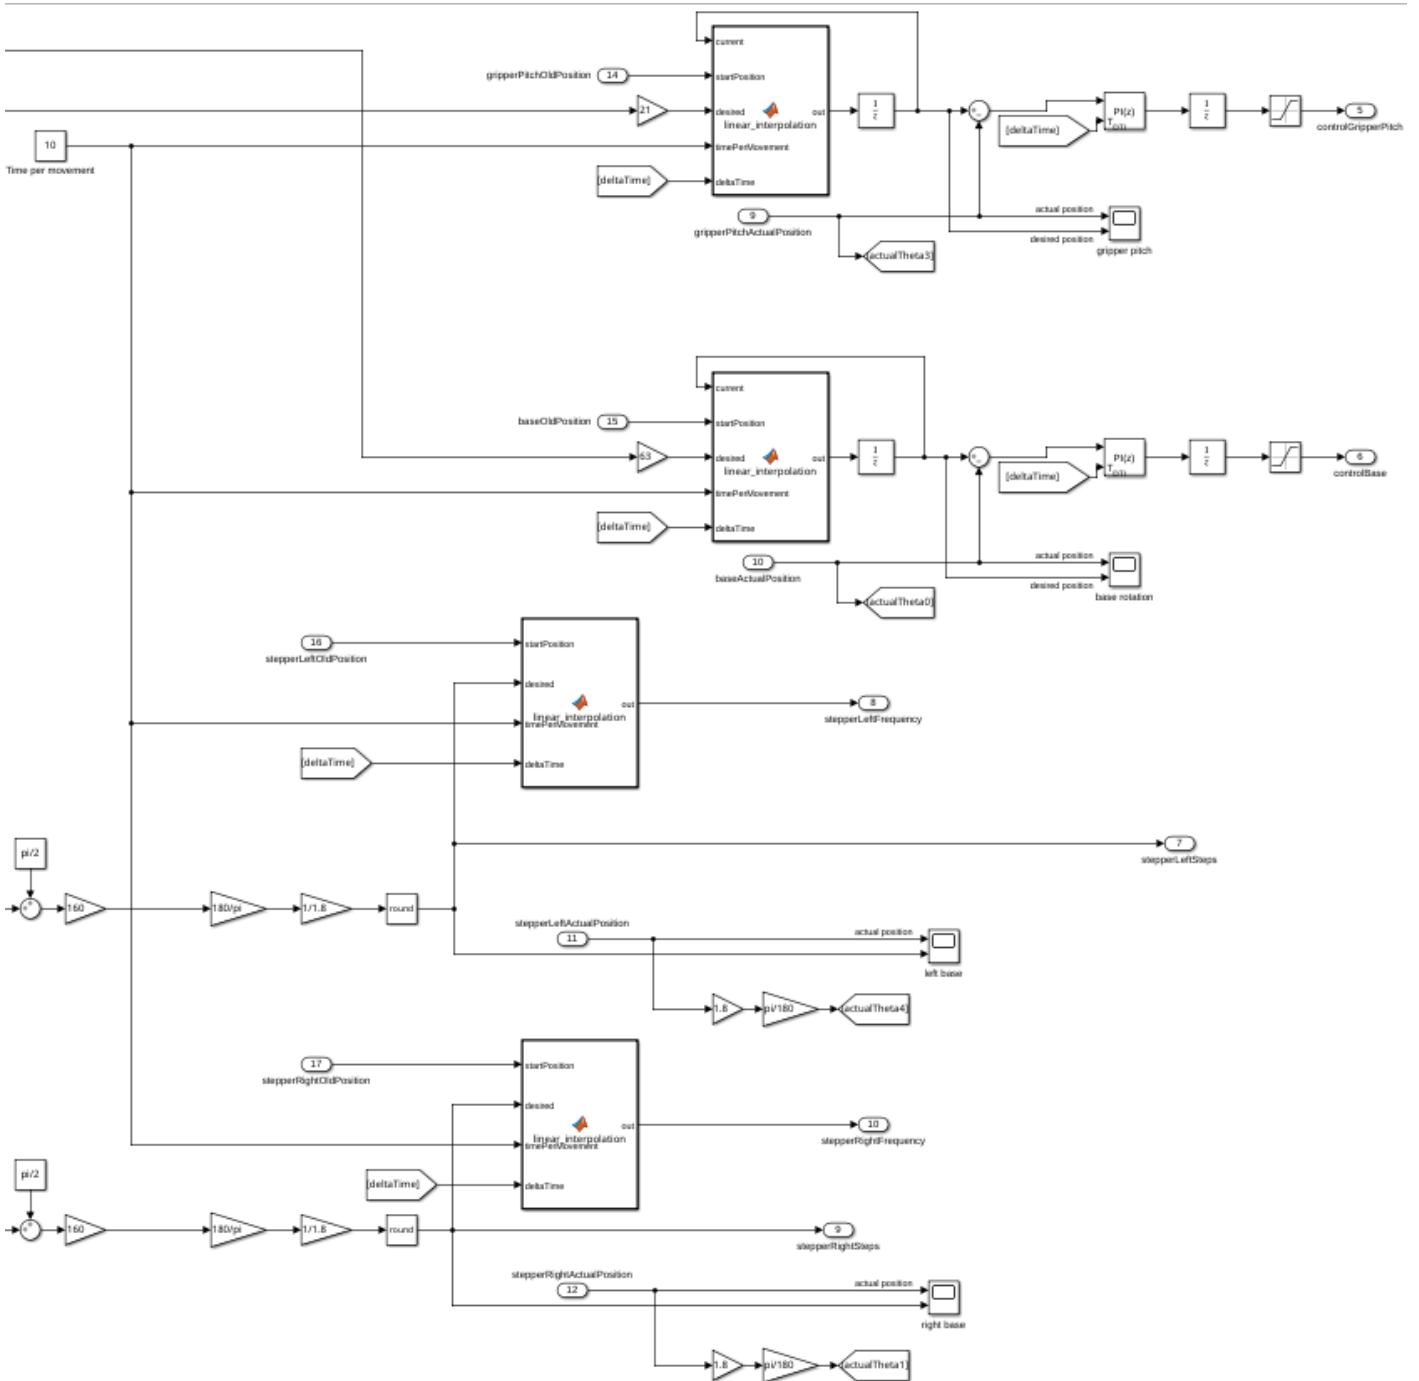 current
gripperPitchOldPosition
14
startPosition
21
desired
out
1
z
+
-
PI(z)
[deltaTime]
1
z
5
controlGripperPitch
linear_interpolation
10
Time per movement
timePerMovement
[deltaTime]
deltaTime
9
gripperPitchActualPosition
actual position
desired position
gripper pitch
[actualTheta3]
current
baseOldPosition
15
startPosition
63
desired
out
1
z
+
-
PI(z)
[deltaTime]
1
z
6
controlBase
linear_interpolation
timePerMovement
[deltaTime]
deltaTime
10
baseActualPosition
actual position
desired position
base rotation
[actualTheta0]
16
stepperLeftOldPosition
startPosition
desired
out
8
stepperLeftFrequency
linear_interpolation
timePerMovement
[deltaTime]
deltaTime
7
stepperLeftSteps
pi/2
160
180/pi
1/1.8
round
stepperLeftActualPosition
11
actual position
left base
1.8
pi/180
[actualTheta4]
17
stepperRightOldPosition
startPosition
desired
out
10
stepperRightFrequency
linear_interpolation
timePerMovement
[deltaTime]
deltaTime
pi/2
160
180/pi
1/1.8
round
9
stepperRightSteps
stepperRightActualPosition
12
actual position
right base
1.8
pi/180
[actualTheta1]